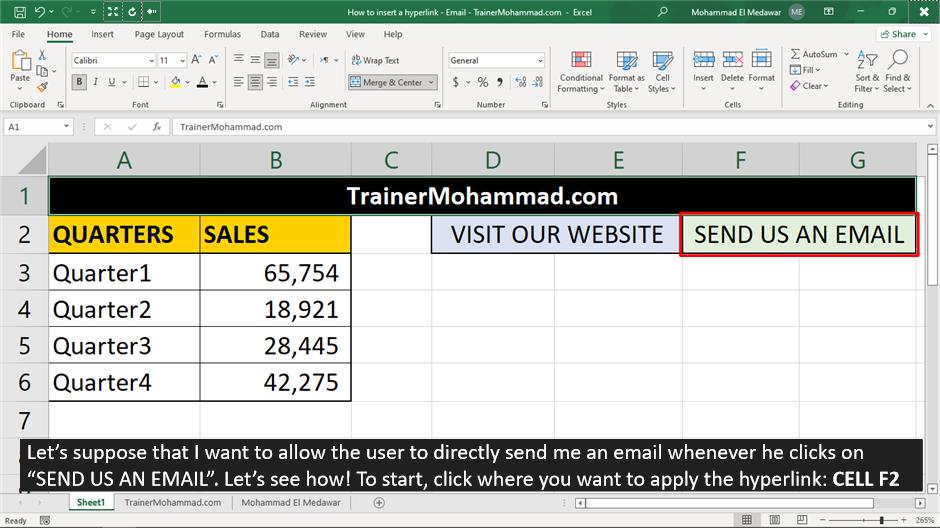 How to insert a hyperlink - Email - TrainerMohammad.com - Excel
Mohammad El Medawar ME
File Home Insert Page Layout Formulas Data Review View Help Share
Paste
Calibri 11 A A
Wrap Text
General
B I U A
Merge & Center
$ % ,
Conditional Formatting
Format as Table
Cell Styles
Insert
Delete
Format
AutoSum
Fill
Clear
Sort & Filter
Find & Select
Clipboard Font Alignment Number Styles Cells Editing
A1 fx TrainerMohammad.com
A B C D E F G
1 TrainerMohammad.com
2 QUARTERS SALES VISIT OUR WEBSITE SEND US AN EMAIL
3 Quarter1 65,754
4 Quarter2 18,921
5 Quarter3 28,445
6 Quarter4 42,275
7
Let’s suppose that I want to allow the user to directly send me an email whenever he clicks on
“SEND US AN EMAIL”. Let’s see how! To start, click where you want to apply the hyperlink: CELL F2
Sheet1 TrainerMohammad.com Mohammad El Medawar
Ready 265%